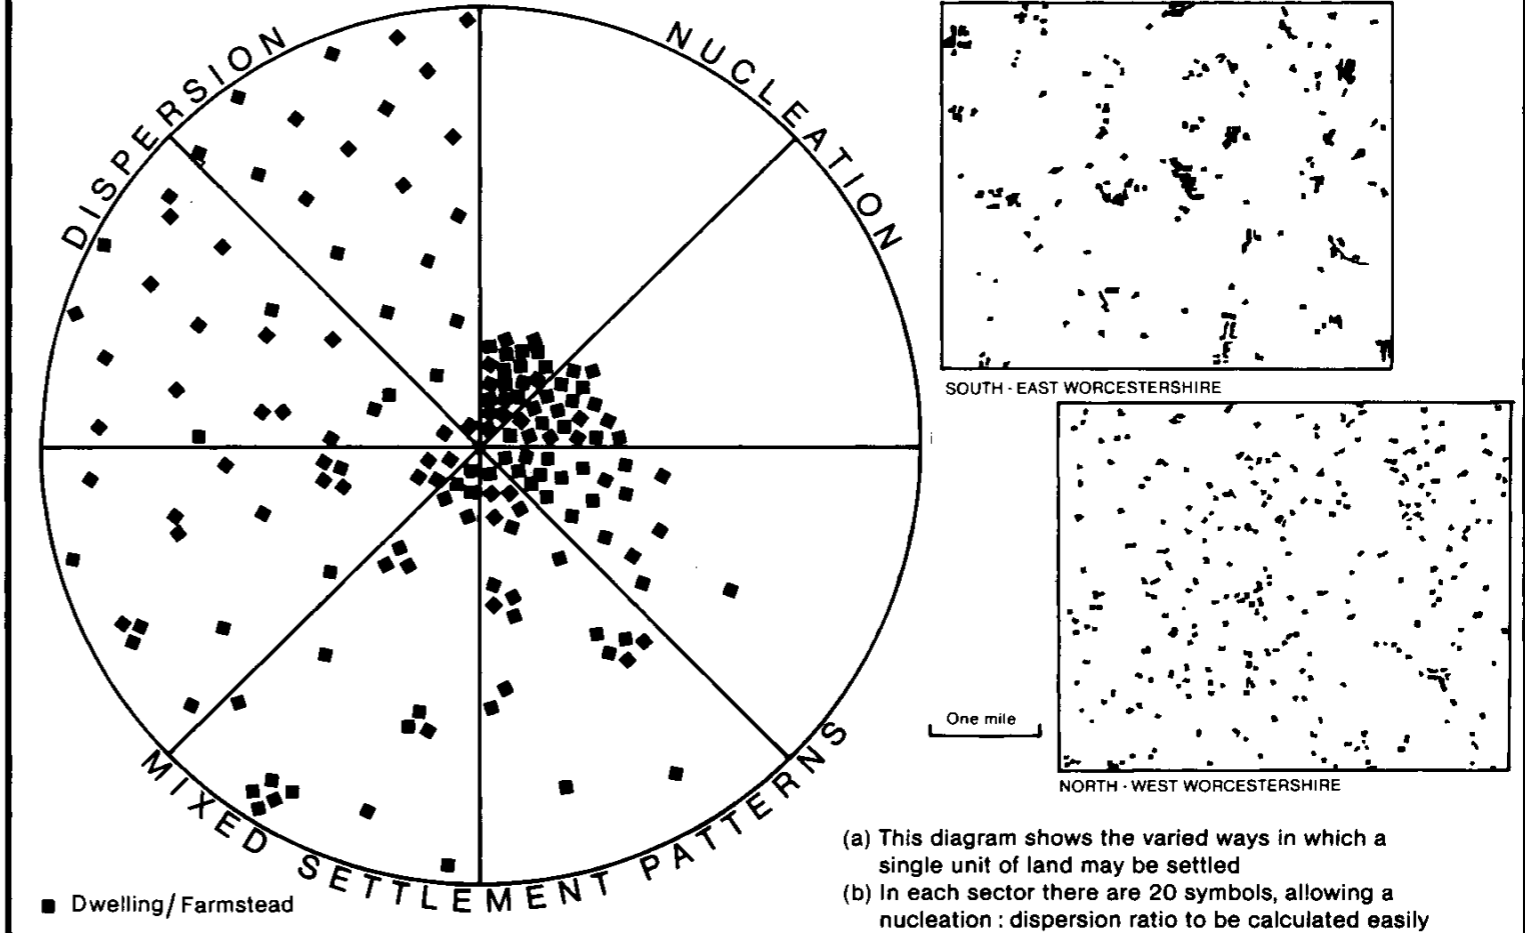 DISPERSION
NUCLEATION
MIXED SETTLEMENT PATTERNS
■ Dwelling/Farmstead
SOUTH - EAST WORCESTERSHIRE
One mile
NORTH - WEST WORCESTERSHIRE
(a) This diagram shows the varied ways in which a
single unit of land may be settled
(b) In each sector there are 20 symbols, allowing a
nucleation : dispersion ratio to be calculated easily